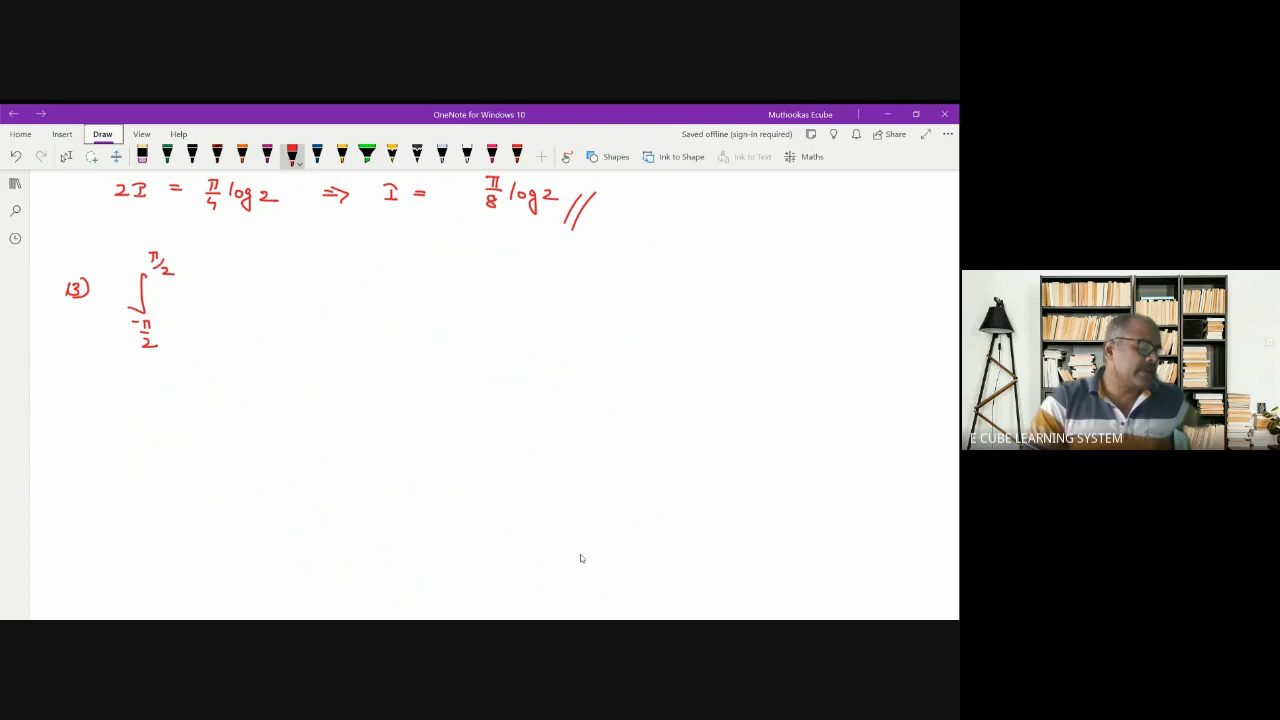 OneNote for Windows 10
Muthookas Ecube
Home Insert Draw View Help
Saved offline (sign-in required) Share
Shapes Ink to Shape Ink to Text Maths
2I = π/4 log 2 ⇒ I = π/8 log 2 //
13) ∫_{-π/2}^{π/2}
E CUBE LEARNING SYSTEM